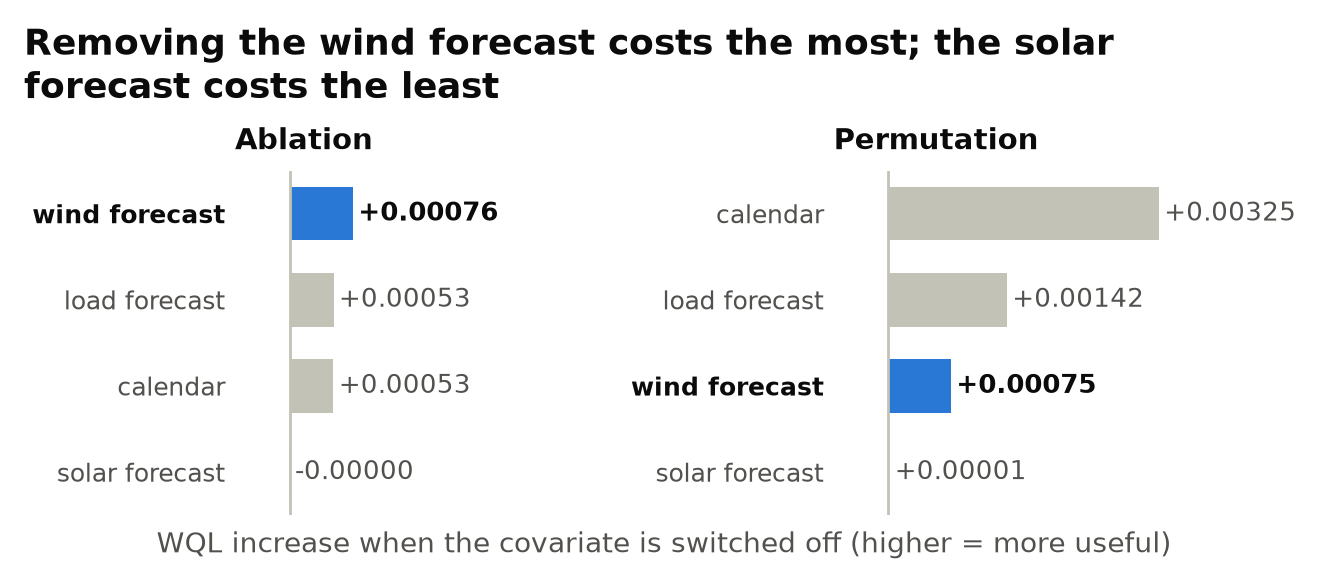 Removing the wind forecast costs the most; the solar
forecast costs the least
Ablation
wind forecast +0.00076
load forecast +0.00053
calendar +0.00053
solar forecast -0.00000
Permutation
calendar +0.00325
load forecast +0.00142
wind forecast +0.00075
solar forecast +0.00001
WQL increase when the covariate is switched off (higher = more useful)